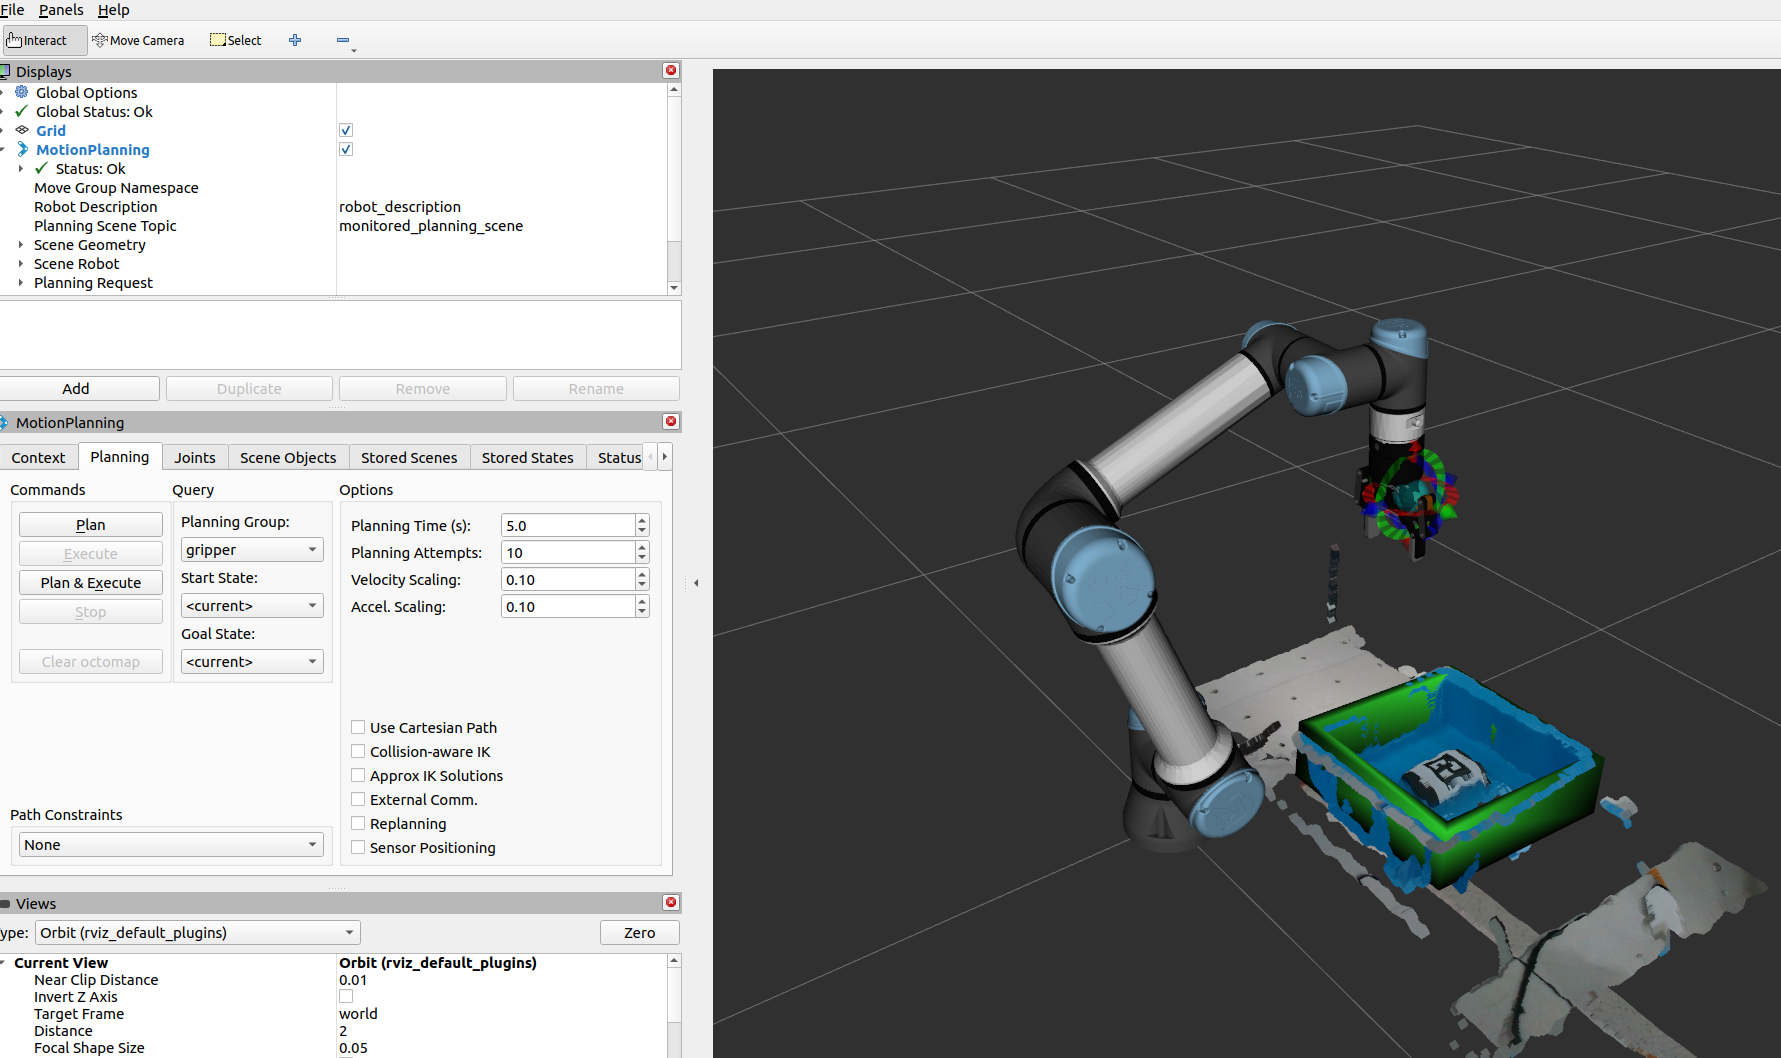 File Panels Help
Interact Move Camera Select
Displays
Global Options
Global Status: Ok
Grid
MotionPlanning
Status: Ok
Move Group Namespace
Robot Description robot_description
Planning Scene Topic monitored_planning_scene
Scene Geometry
Scene Robot
Planning Request
Add Duplicate Remove Rename
MotionPlanning
Context Planning Joints Scene Objects Stored Scenes Stored States Status
Commands Query Options
Plan
Execute
Plan & Execute
Stop
Clear octomap
Planning Group:
gripper
Start State:
<current>
Goal State:
<current>
Planning Time (s): 5.0
Planning Attempts: 10
Velocity Scaling: 0.10
Accel. Scaling: 0.10
Use Cartesian Path
Collision-aware IK
Approx IK Solutions
External Comm.
Replanning
Sensor Positioning
Path Constraints
None
Views
ype: Orbit (rviz_default_plugins) Zero
Current View Orbit (rviz_default_plugins)
Near Clip Distance 0.01
Invert Z Axis
Target Frame world
Distance 2
Focal Shape Size 0.05